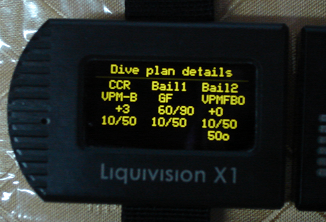 Dive plan details
CCR Bail1 Bail2
VPM-B GF VPMFBO
+3 60/90 +0
10/50 10/50 10/50
50o
Liquivision X1